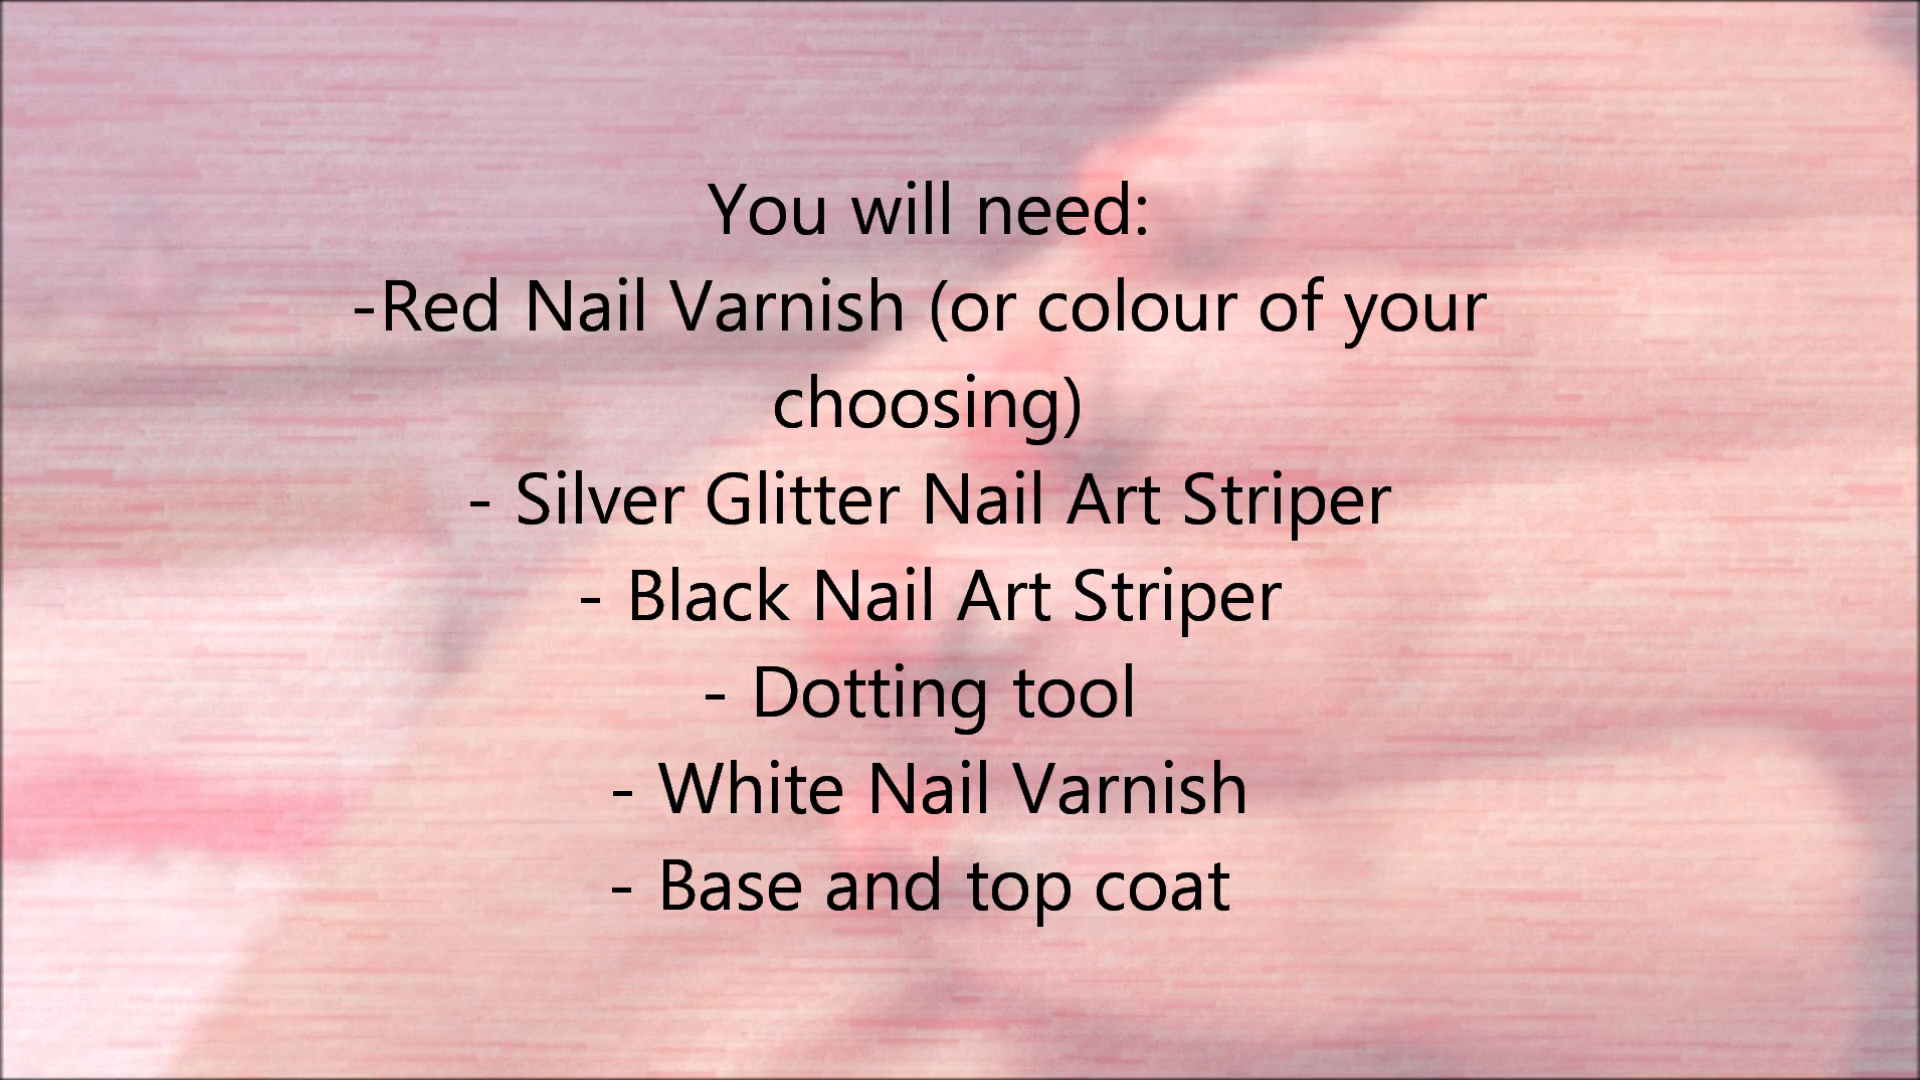 You will need:
-Red Nail Varnish (or colour of your
choosing)
- Silver Glitter Nail Art Striper
- Black Nail Art Striper
- Dotting tool
- White Nail Varnish
- Base and top coat